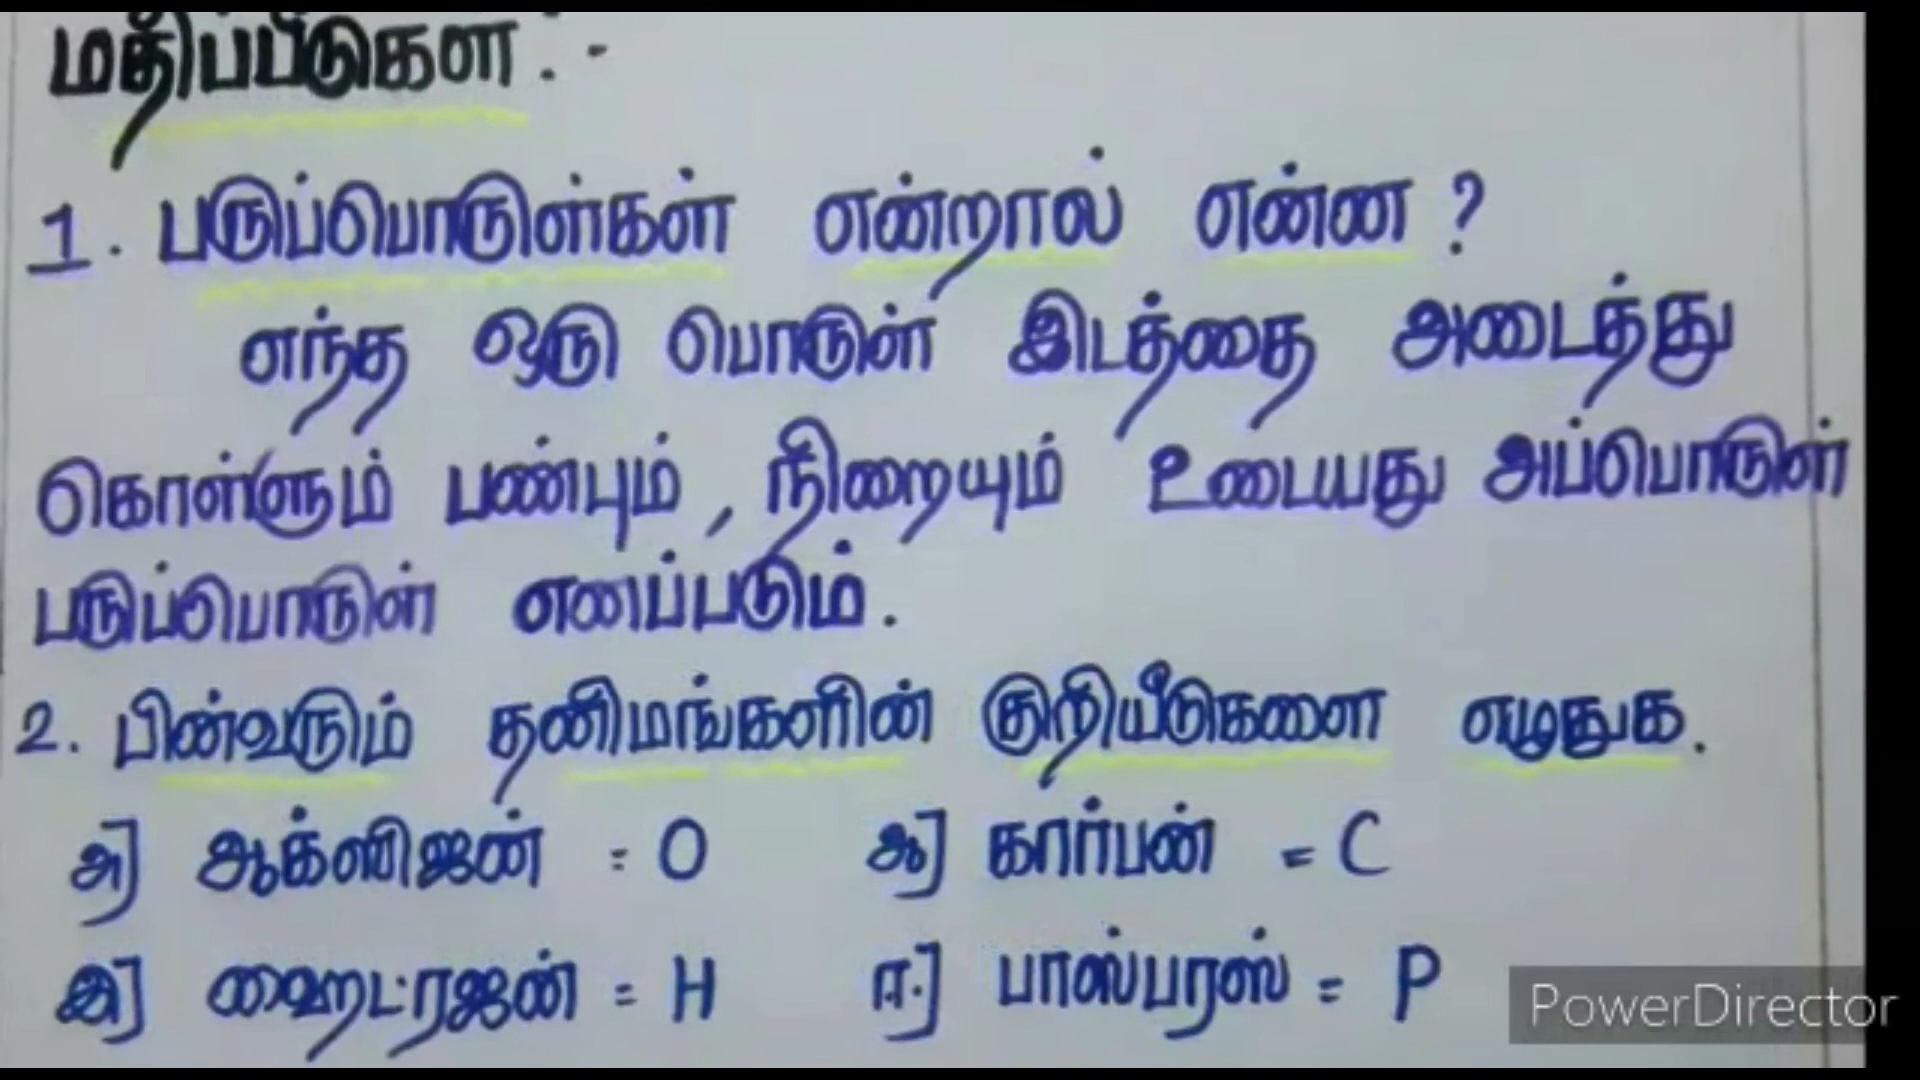 மதிப்பீடுகள் :-
1. பருப்பொருள்கள் என்றால் என்ன ?
எந்த ஒரு பொருள் இடத்தை அடைத்து
கொள்ளும் பண்பும் , நிறையும் உடையது அப்பொருள்
பருப்பொருள் எனப்படும் .
2. பின்வரும் தனிமங்களின் குறியீடுகளை எழுதுக .
அ] ஆக்ஸிஜன் = O ஆ] கார்பன் = C
இ] ஹைட்ரஜன் = H ஈ.] பாஸ்பரஸ் = P
PowerDirector